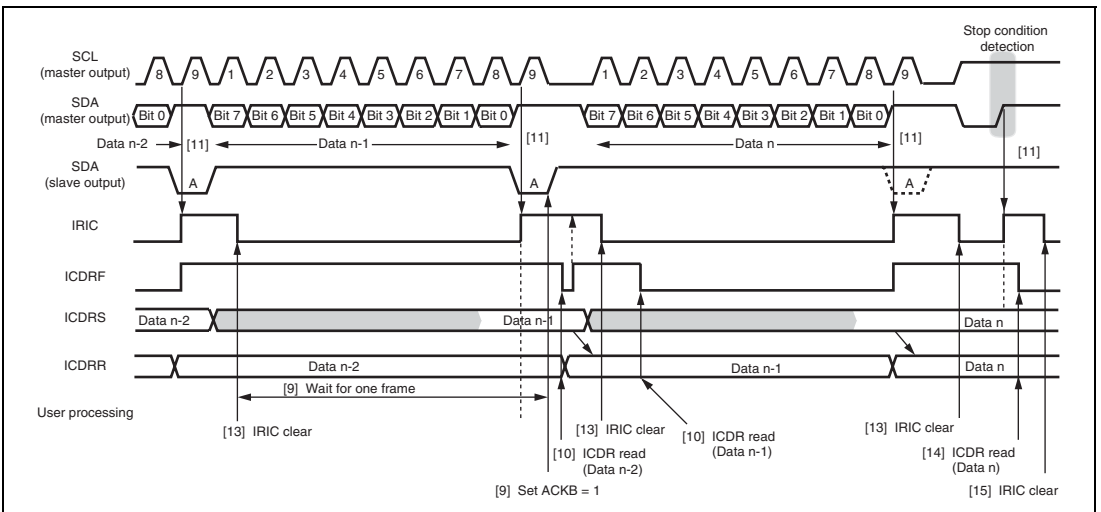 Stop condition
detection
SCL
(master output)
8 9 1 2 3 4 5 6 7 8 9 1 2 3 4 5 6 7 8 9
SDA
(master output)
Bit 0 Bit 7 Bit 6 Bit 5 Bit 4 Bit 3 Bit 2 Bit 1 Bit 0 Bit 7 Bit 6 Bit 5 Bit 4 Bit 3 Bit 2 Bit 1 Bit 0
Data n-2 [11] Data n-1 [11] Data n [11] [11]
SDA
(slave output)
A A A
IRIC
ICDRF
ICDRS
Data n-2 Data n-1 Data n
ICDRR
Data n-2 Data n-1 Data n
[9] Wait for one frame
User processing
[13] IRIC clear
[13] IRIC clear
[13] IRIC clear
[10] ICDR read
(Data n-2)
[10] ICDR read
(Data n-1)
[14] ICDR read
(Data n)
[9] Set ACKB = 1
[15] IRIC clear